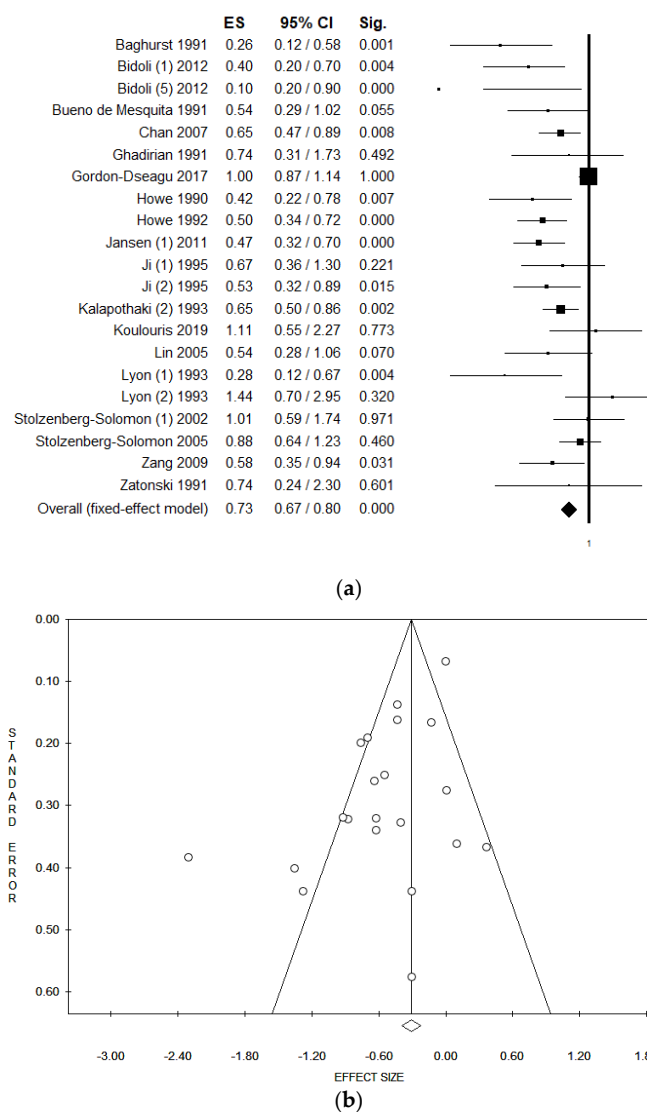 ES 95% CI Sig.
Baghurst 1991 0.26 0.12 / 0.58 0.001
Bidoli (1) 2012 0.40 0.20 / 0.70 0.004
Bidoli (5) 2012 0.10 0.20 / 0.90 0.000
Bueno de Mesquita 1991 0.54 0.29 / 1.02 0.055
Chan 2007 0.65 0.47 / 0.89 0.008
Ghadirian 1991 0.74 0.31 / 1.73 0.492
Gordon-Dseagu 2017 1.00 0.87 / 1.14 1.000
Howe 1990 0.42 0.22 / 0.78 0.007
Howe 1992 0.50 0.34 / 0.72 0.000
Jansen (1) 2011 0.47 0.32 / 0.70 0.000
Ji (1) 1995 0.67 0.36 / 1.30 0.221
Ji (2) 1995 0.53 0.32 / 0.89 0.015
Kalapothaki (2) 1993 0.65 0.50 / 0.86 0.002
Koulouris 2019 1.11 0.55 / 2.27 0.773
Lin 2005 0.54 0.28 / 1.06 0.070
Lyon (1) 1993 0.28 0.12 / 0.67 0.004
Lyon (2) 1993 1.44 0.70 / 2.95 0.320
Stolzenberg-Solomon (1) 2002 1.01 0.59 / 1.74 0.971
Stolzenberg-Solomon 2005 0.88 0.64 / 1.23 0.460
Zang 2009 0.58 0.35 / 0.94 0.031
Zatonski 1991 0.74 0.24 / 2.30 0.601
Overall (fixed-effect model) 0.73 0.67 / 0.80 0.000
1
(a)
0.00
0.10
0.20
0.30
0.40
0.50
0.60
STANDARD ERROR
-3.00 -2.40 -1.80 -1.20 -0.60 0.00 0.60 1.20 1.8
EFFECT SIZE
(b)